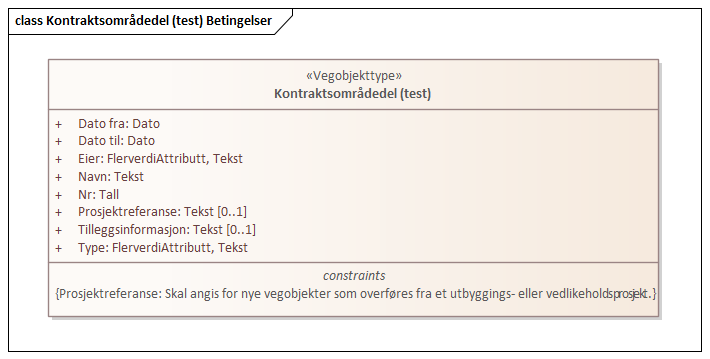 class Kontraktsområdedel (test) Betingelser
«Vegobjekttype»
Kontraktsområdedel (test)
+ Dato fra: Dato
+ Dato til: Dato
+ Eier: FlerverdiAttributt, Tekst
+ Navn: Tekst
+ Nr: Tall
+ Prosjektreferanse: Tekst [0..1]
+ Tilleggsinformasjon: Tekst [0..1]
+ Type: FlerverdiAttributt, Tekst
constraints
{Prosjektreferanse: Skal angis for nye vegobjekter som overføres fra et utbyggings- eller vedlikeholdsprosjekt.}